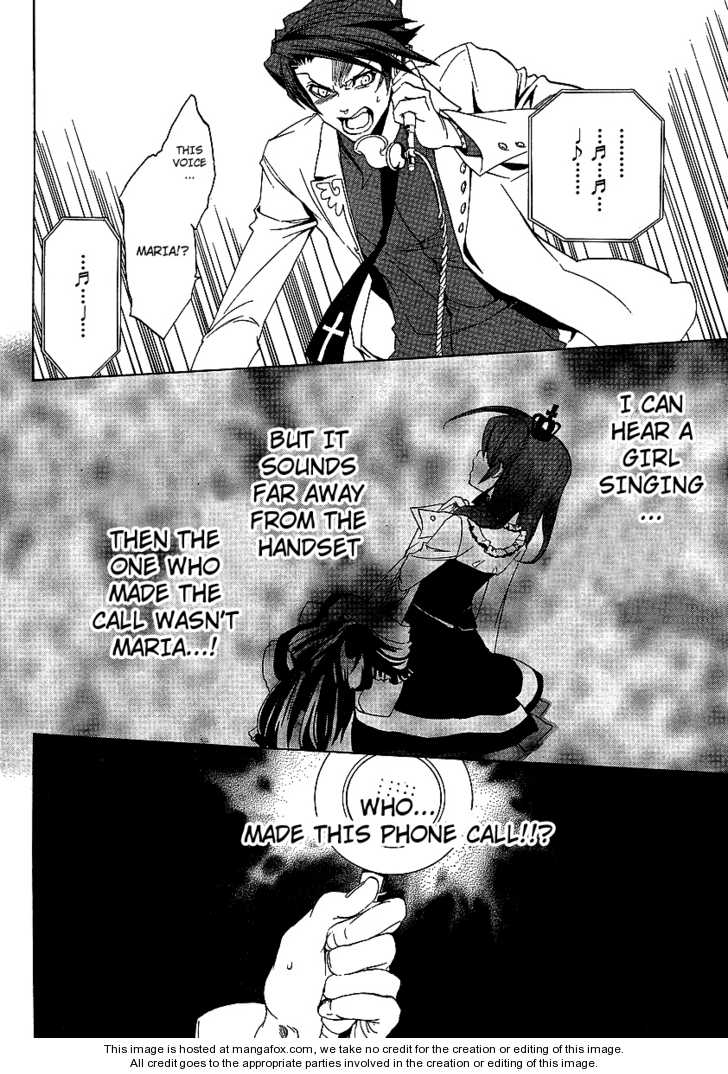 ……… 
…♬…♬…
…♪…
THIS
VOICE
...
MARIA!?
…♬…♩…
I CAN
HEAR A
GIRL
SINGING
...
BUT IT
SOUNDS
FAR AWAY
FROM THE
HANDSET
THEN THE
ONE WHO
MADE THE
CALL WASN'T
MARIA...!
WHO...
MADE THIS PHONE CALL!!?
This image is hosted at mangafox.com, we take no credit for the creation or editing of this image.
All credit goes to the appropriate parties involved in the creation or editing of this image.